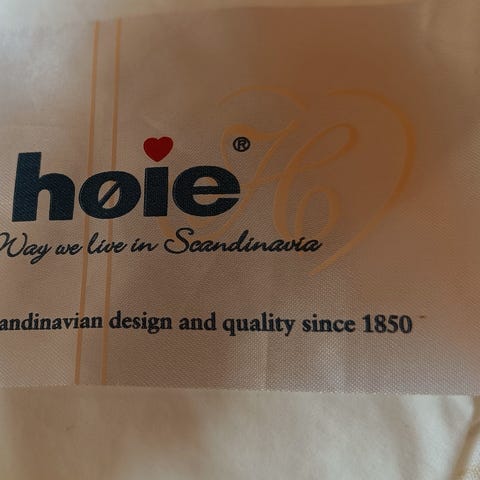 høie®
Way we live in Scandinavia
andinavian design and quality since 1850